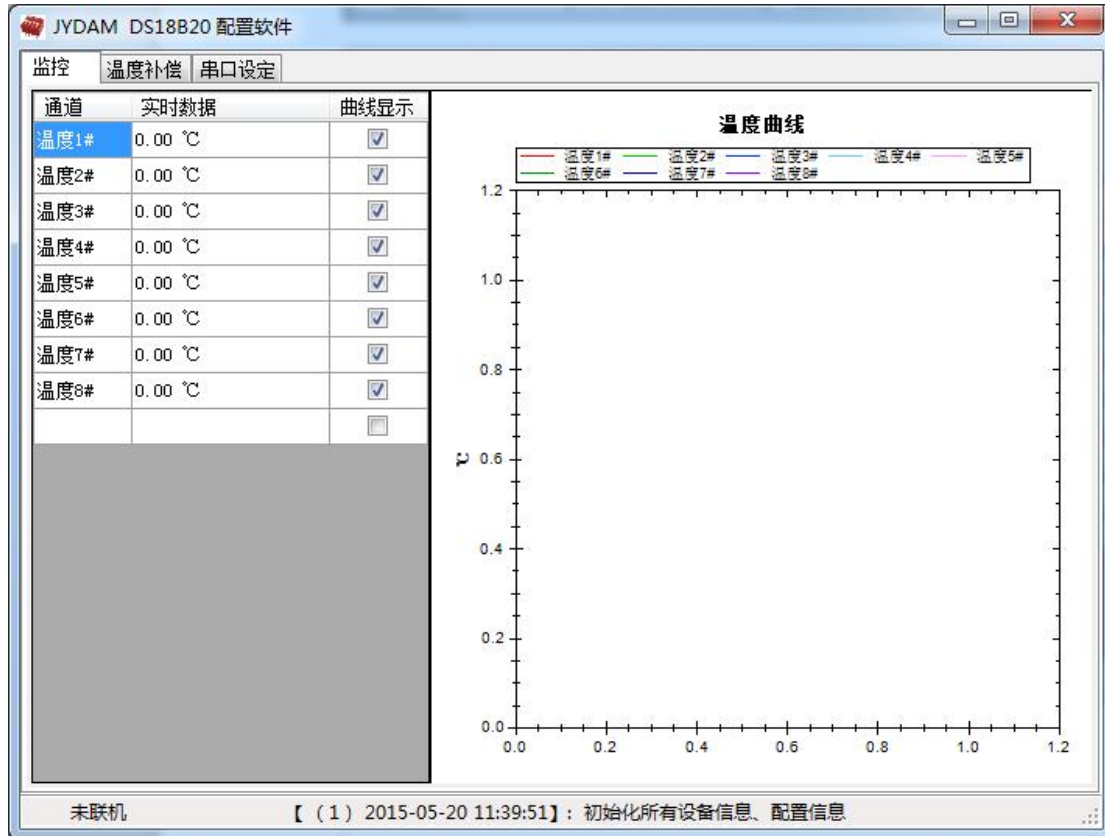 JYDAM DS18B20 配置软件
监控 温度补偿 串口设定
通道 实时数据 曲线显示
温度1# 0.00 ℃
温度2# 0.00 ℃
温度3# 0.00 ℃
温度4# 0.00 ℃
温度5# 0.00 ℃
温度6# 0.00 ℃
温度7# 0.00 ℃
温度8# 0.00 ℃
温度曲线
温度1# 温度2# 温度3# 温度4# 温度5#
温度6# 温度7# 温度8#
1.2
1.0
0.8
℃ 0.6
0.4
0.2
0.0
0.0 0.2 0.4 0.6 0.8 1.0 1.2
未联机 【（1）2015-05-20 11:39:51】：初始化所有设备信息、配置信息